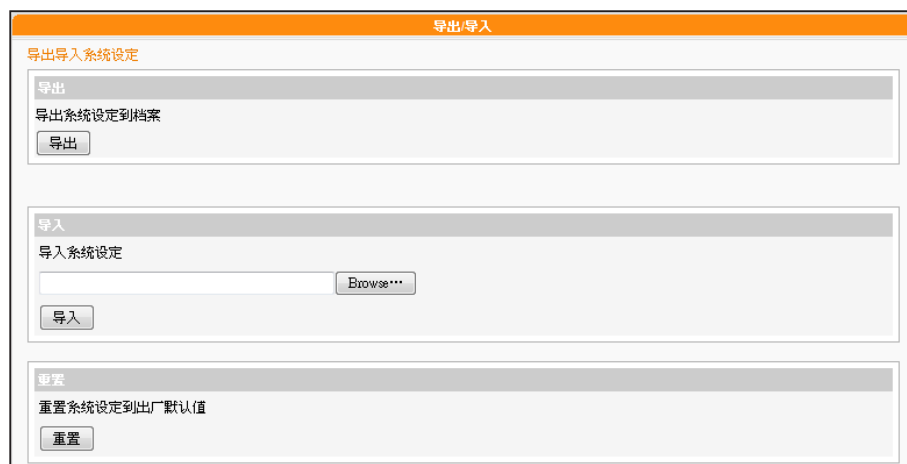 导出/导入
导出导入系统设定
导出
导出系统设定到档案
导出
导入
导入系统设定
Browse…
导入
重置
重置系统设定到出厂默认值
重置